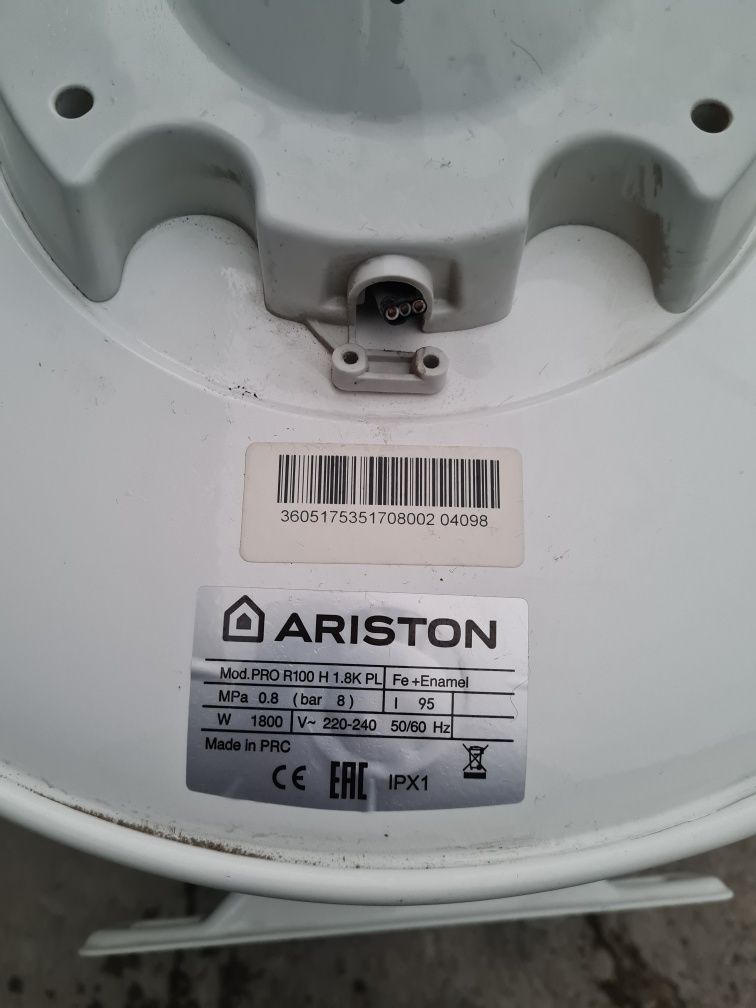 3605175351708002 04098
ARISTON
Mod.PRO R100 H 1.8K PL Fe+Enamel
MPa 0.8 (bar 8) l 95
W 1800 V~ 220-240 50/60 Hz
Made in PRC
CE EAC IPX1